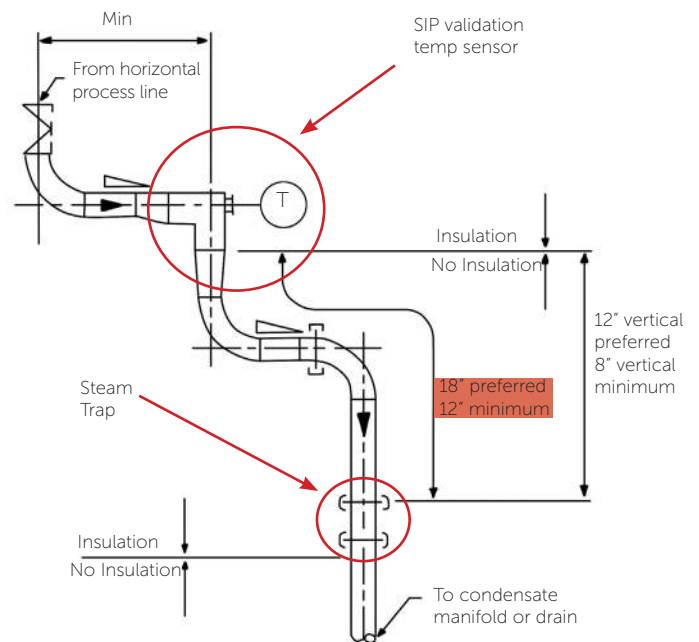 Min
SIP validation
temp sensor
From horizontal
process line
T
Insulation
No Insulation
12” vertical
preferred
8” vertical
minimum
18” preferred
12” minimum
Steam
Trap
Insulation
No Insulation
To condensate
manifold or drain